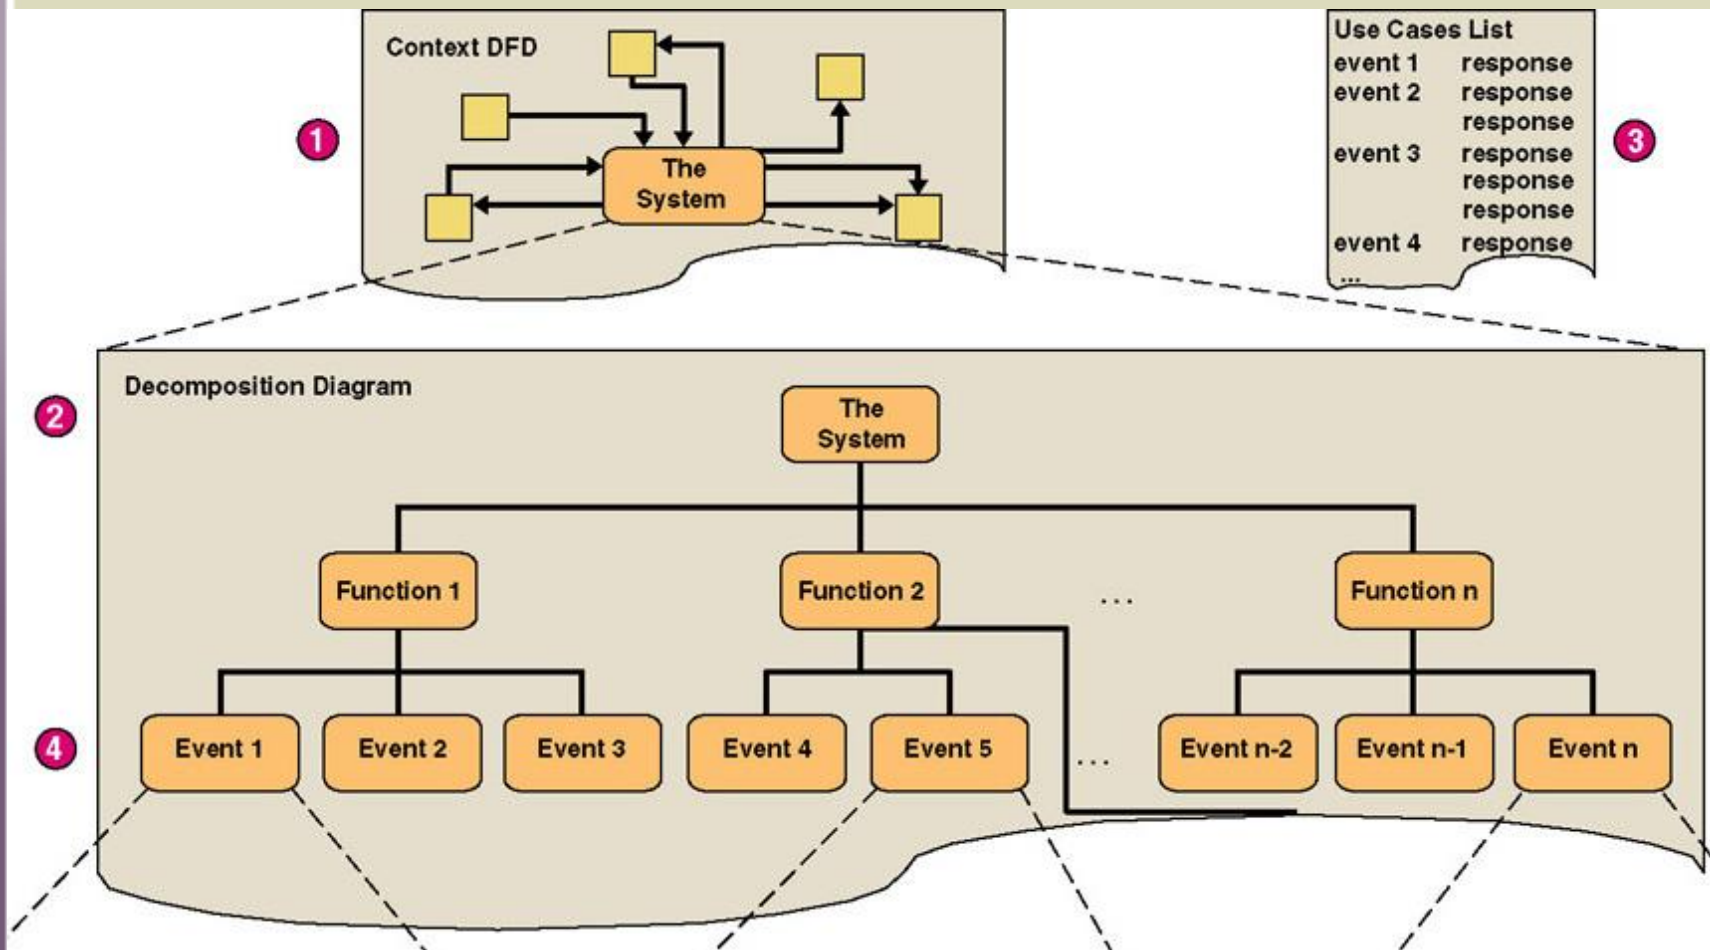 Context DFD
1
The
System
Use Cases List
event 1 response
event 2 response
response
event 3 response
response
response
event 4 response
...
3
2
Decomposition Diagram
The
System
Function 1
Function 2
...
Function n
4
Event 1
Event 2
Event 3
Event 4
Event 5
...
Event n-2
Event n-1
Event n